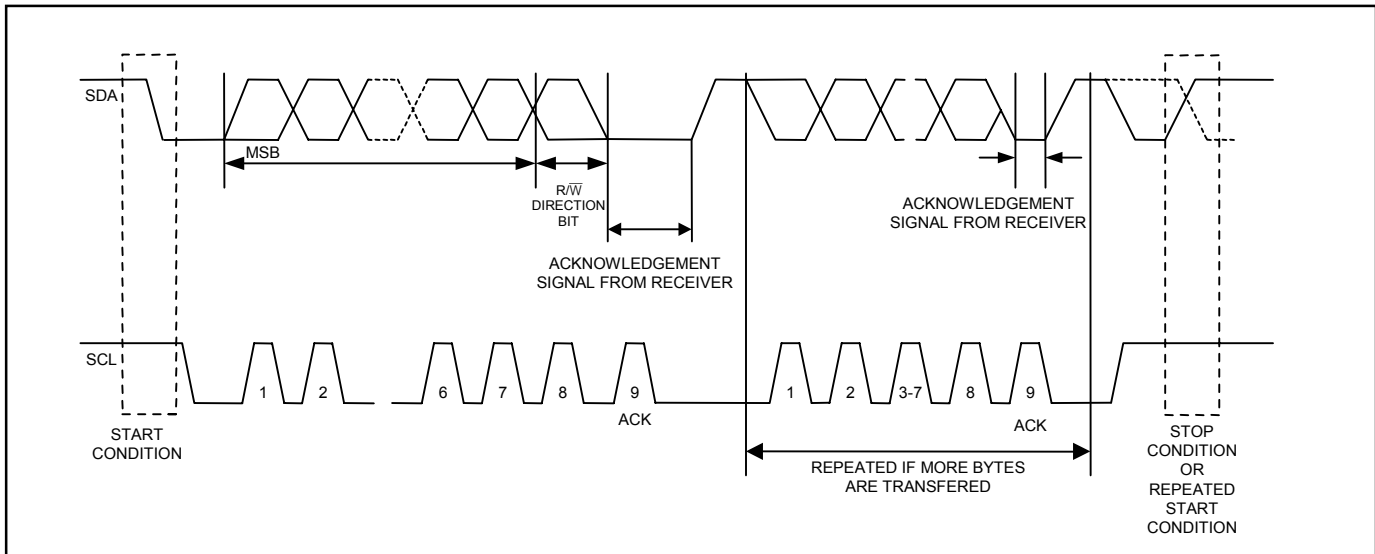 SDA
MSB
R/W̅
DIRECTION
BIT
ACKNOWLEDGEMENT
SIGNAL FROM RECEIVER
ACKNOWLEDGEMENT
SIGNAL FROM RECEIVER
SCL
1 2 6 7 8 9 1 2 3-7 8 9
ACK ACK
START
CONDITION
REPEATED IF MORE BYTES
ARE TRANSFERED
STOP
CONDITION
OR
REPEATED
START
CONDITION